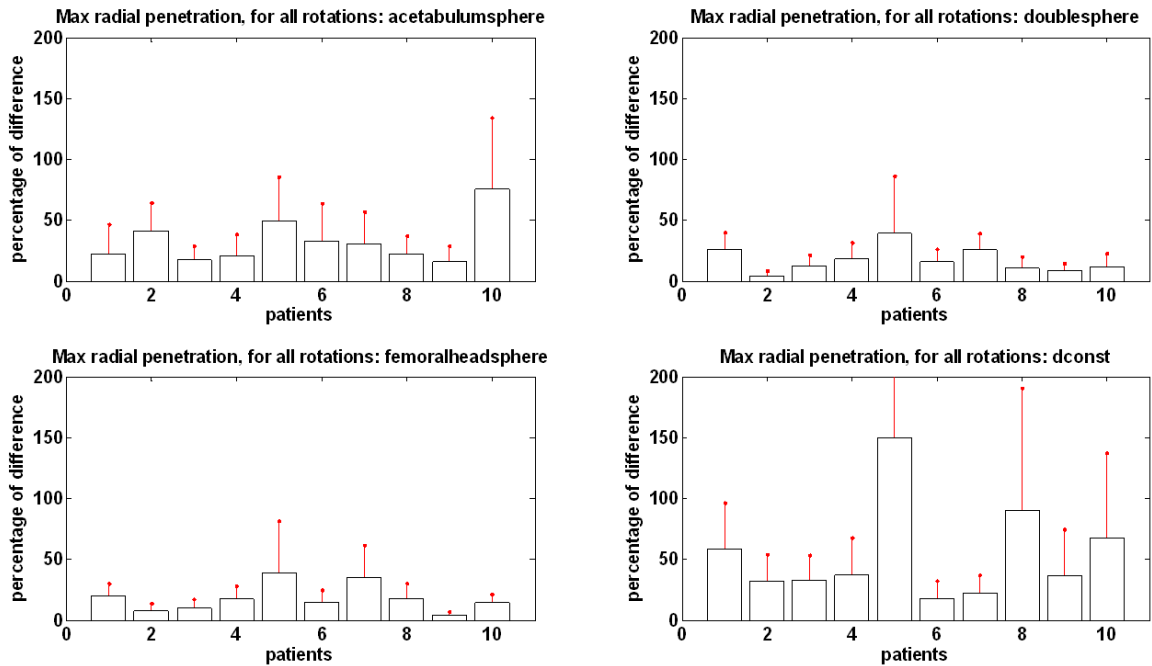 Max radial penetration, for all rotations: acetabulumsphere
200
150
100
50
0
percentage of difference
0 2 4 6 8 10
patients
Max radial penetration, for all rotations: doublesphere
200
150
100
50
0
percentage of difference
0 2 4 6 8 10
patients
Max radial penetration, for all rotations: femoralheadsphere
200
150
100
50
0
percentage of difference
0 2 4 6 8 10
patients
Max radial penetration, for all rotations: dconst
200
150
100
50
0
percentage of difference
0 2 4 6 8 10
patients